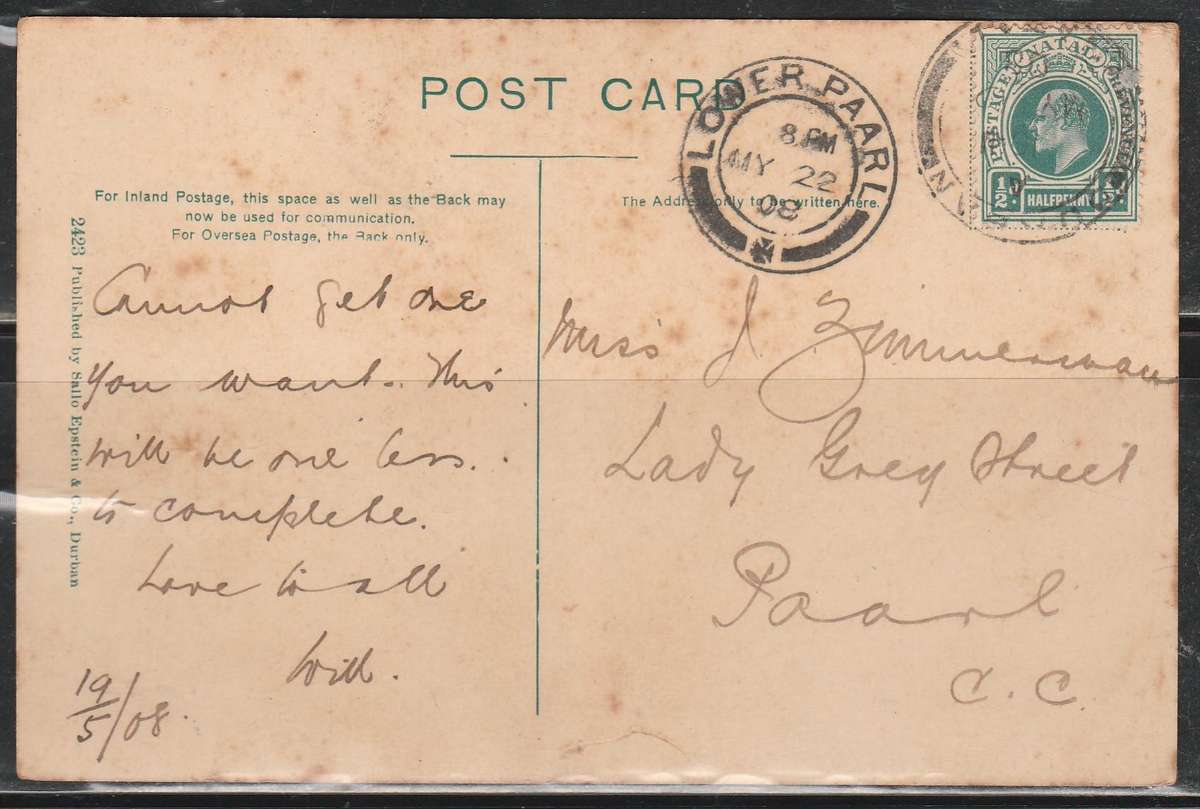 POST CARD
For Inland Postage, this space as well as the Back may
now be used for communication.
For Oversea Postage, the Back only.
The Address only to be written here.
2423 Published by Sallo Epstein & Co., Durban
Cannot get one
you want. This
will be one less.
to complete.
Love to all
Will.
19/5/08.
Miss J Zimmerman
Lady Grey Street
Paarl
C.C.
LOWER PAARL
8 PM
MY 22
08
POSTAGE NATAL REVENUE
½ HALFPENNY ½